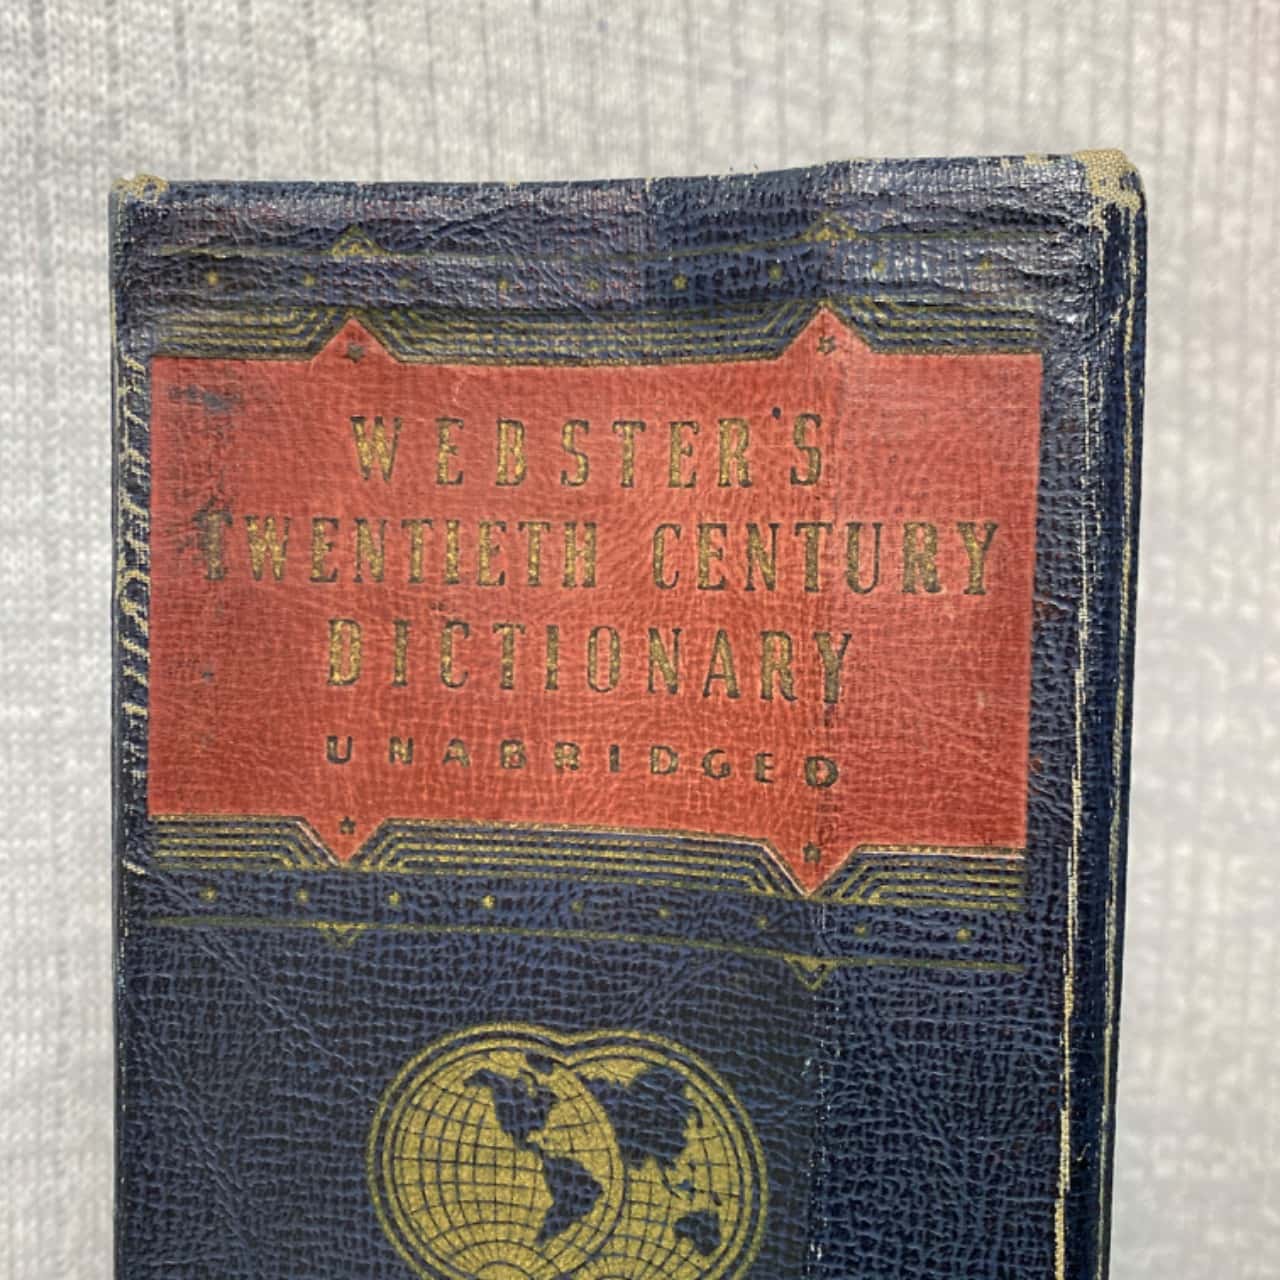 WEBSTER'S
TWENTIETH CENTURY
DICTIONARY
UNABRIDGED